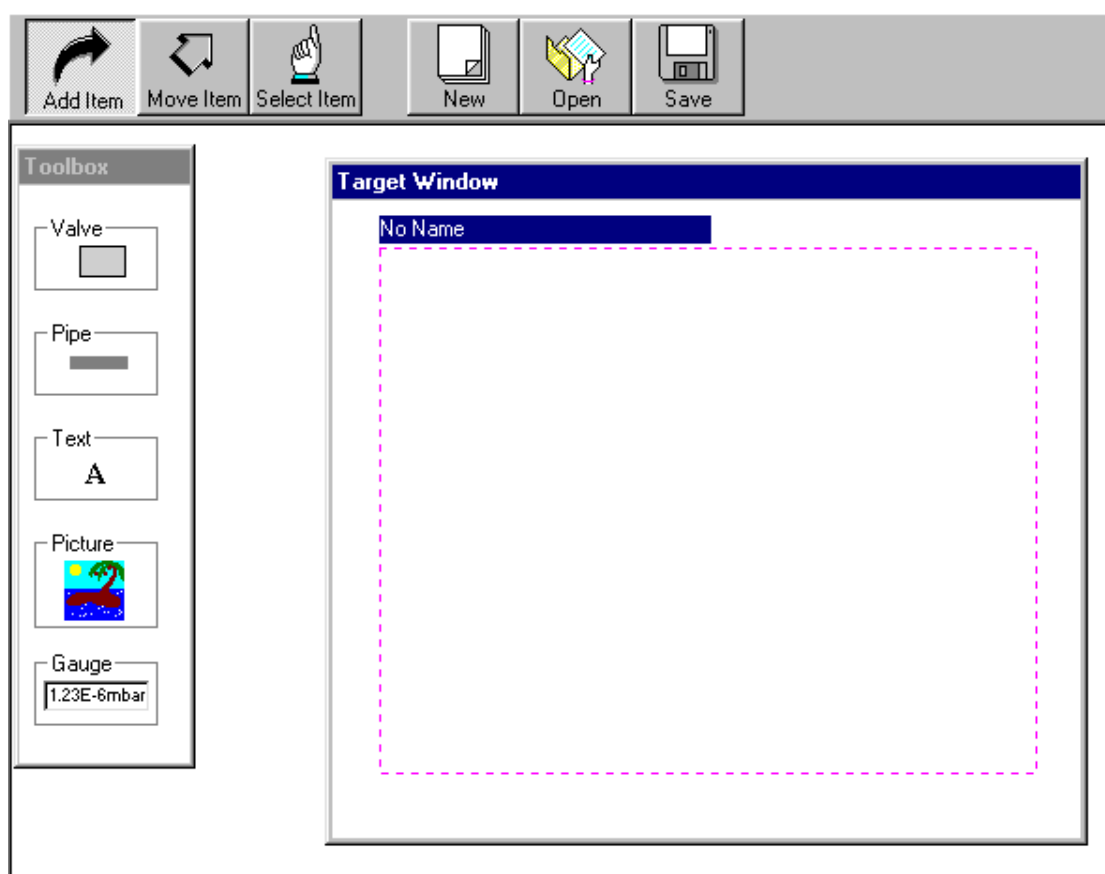 Add Item Move Item Select Item New Open Save
Toolbox
Valve
Pipe
Text
A
Picture
Gauge
1.23E-6mbar
Target Window
No Name